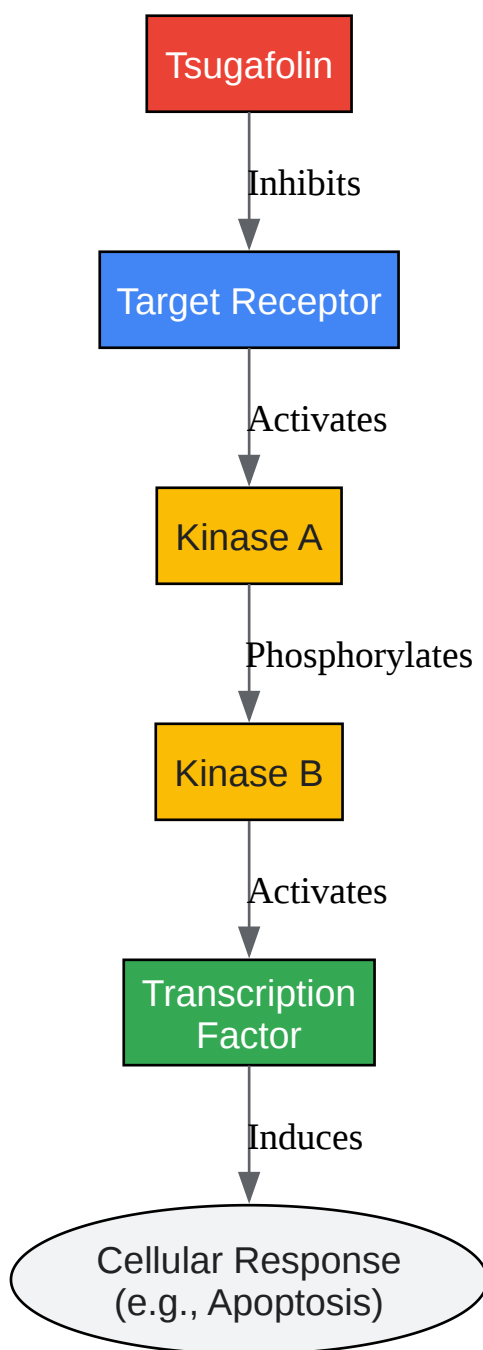 Tsugafolin
Inhibits
Target Receptor
Activates
Kinase A
Phosphorylates
Kinase B
Activates
Transcription
Factor
Induces
Cellular Response
(e.g., Apoptosis)